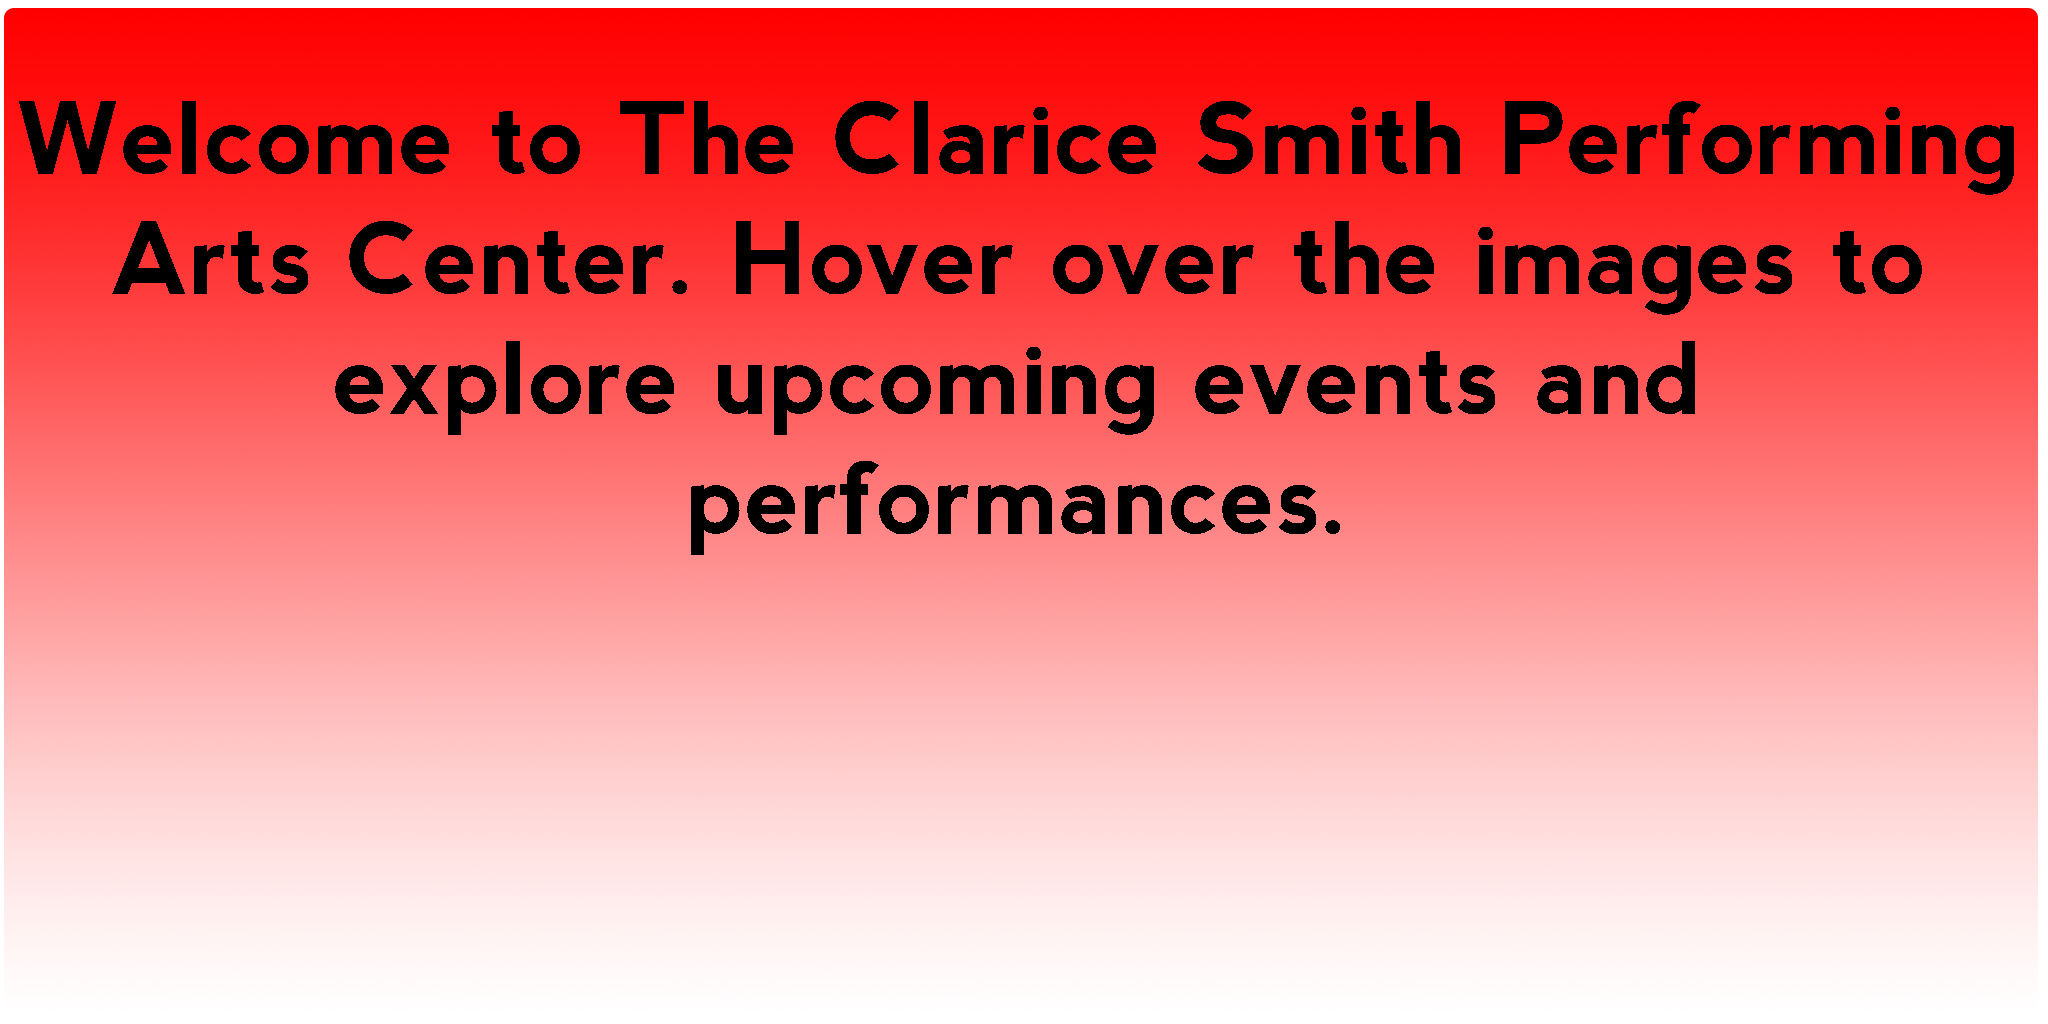 Welcome to The Clarice Smith Performing
Arts Center. Hover over the images to
explore upcoming events and
performances.